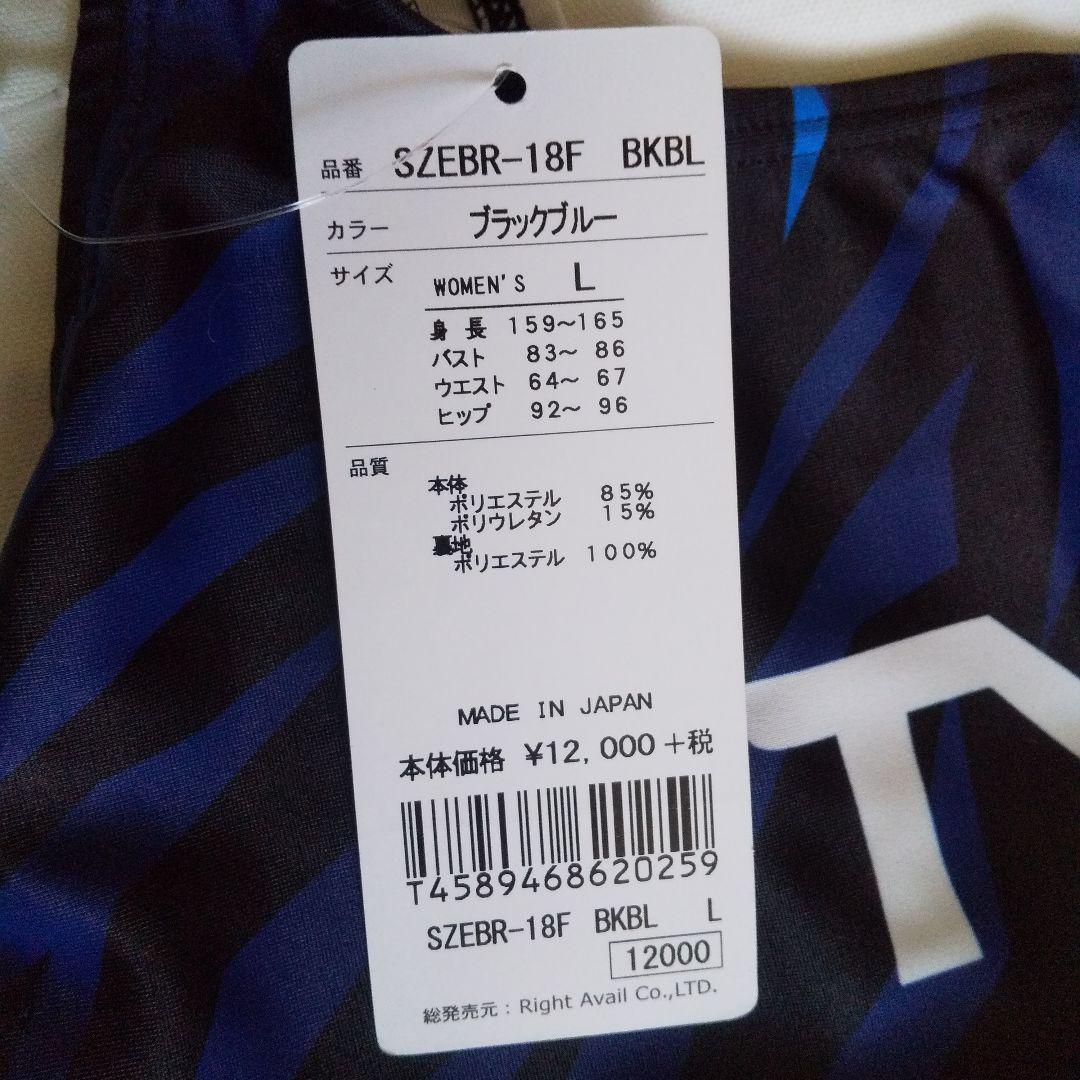 品番 SZEBR-18F BKBL
カラー ブラックブルー
サイズ WOMEN'S L
身長 159～165
バスト 83～ 86
ウエスト 64～ 67
ヒップ 92～ 96
品質
本体
ポリエステル 85%
ポリウレタン 15%
裏地
ポリエステル 100%
MADE IN JAPAN
本体価格 ¥12,000+税
T4589468620259
SZEBR-18F BKBL L
12000
総発売元：Right Avail Co.,LTD.